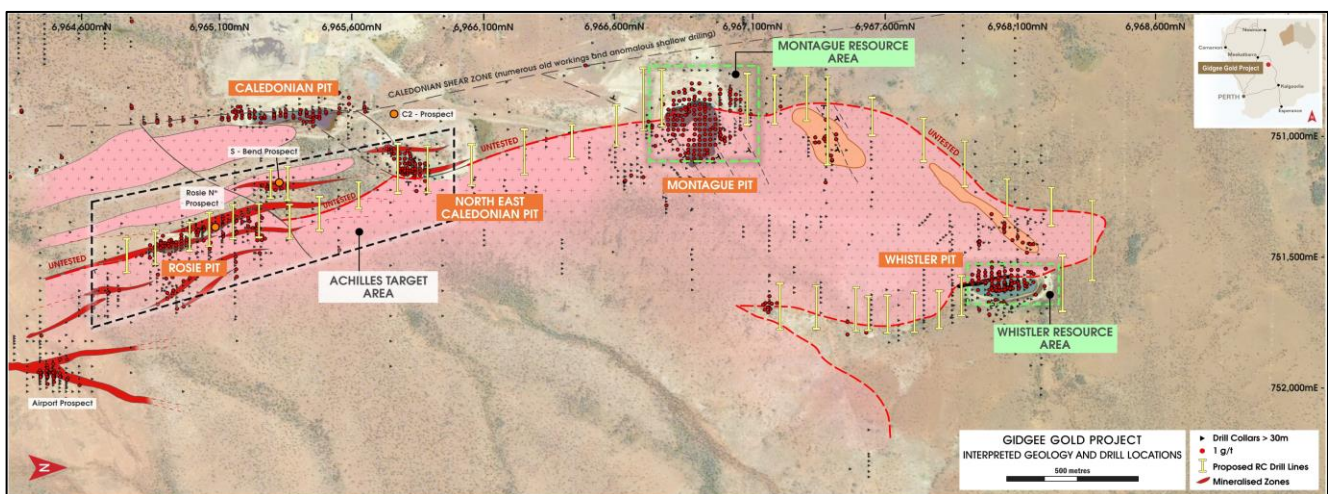 6,964,600mN
6,965,100mN
6,965,600mN
6,966,100mN
6,966,600mN
6,967,100mN
6,967,600mN
6,968,100mN
6,968,600mN
MONTAGUE RESOURCE
AREA
CALEDONIAN SHEAR ZONE (numerous old workings and anomalous shallow drilling)
CALEDONIAN PIT
C2 - Prospect
S - Bend Prospect
Rosie Nth
Prospect
UNTESTED
UNTESTED
UNTESTED
NORTH EAST
CALEDONIAN PIT
MONTAGUE PIT
ROSIE PIT
ACHILLES TARGET
AREA
WHISTLER PIT
WHISTLER RESOURCE
AREA
Airport Prospect
751,000mE
751,500mE
752,000mE
Newman
Carnarvon
Meekatharra
Gidgee Gold Project
Kalgoorlie
PERTH
Esperance
N
GIDGEE GOLD PROJECT
INTERPRETED GEOLOGY AND DRILL LOCATIONS
500 metres
Drill Collars > 30m
1 g/t
Proposed RC Drill Lines
Mineralised Zones